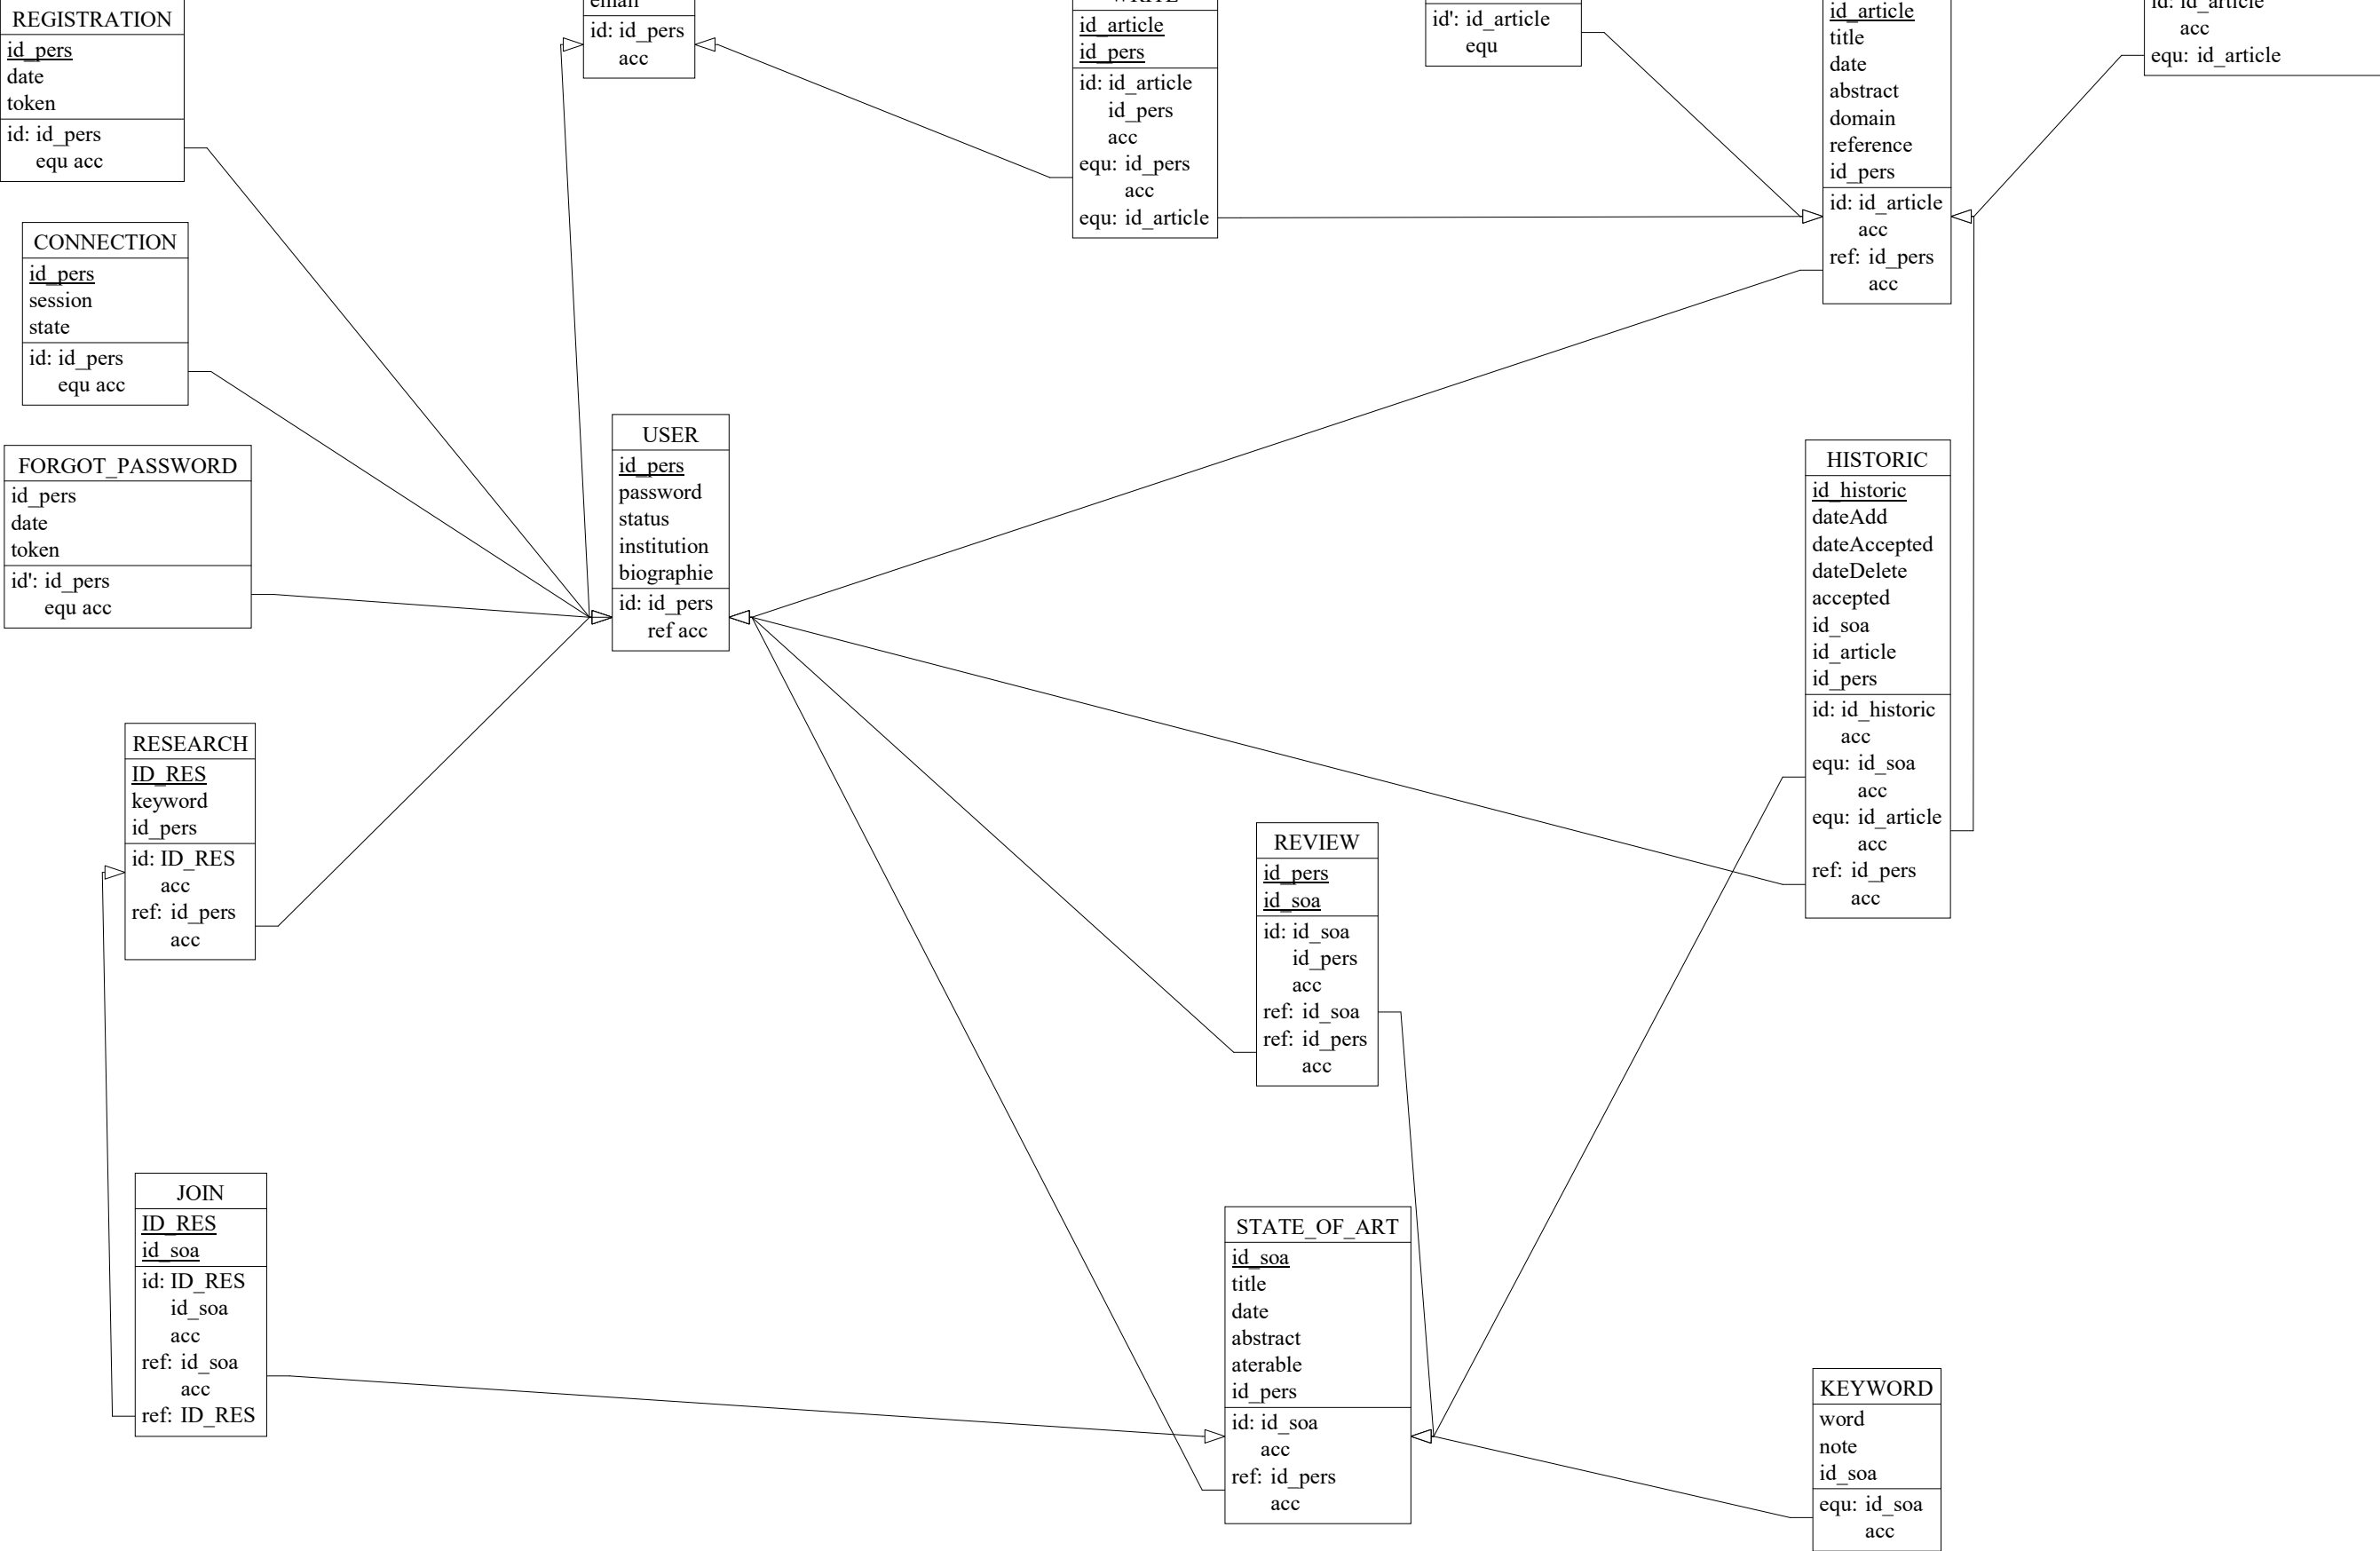 REGISTRATION
id_pers
date
token
id: id_pers
equ acc
email
id: id_pers
acc
WRITE
id_article
id_pers
id: id_article
id_pers
acc
equ: id_pers
acc
equ: id_article
id': id_article
equ
id_article
title
date
abstract
domain
reference
id_pers
id: id_article
acc
ref: id_pers
acc
id: id_article
acc
equ: id_article
CONNECTION
id_pers
session
state
id: id_pers
equ acc
FORGOT_PASSWORD
id_pers
date
token
id': id_pers
equ acc
USER
id_pers
password
status
institution
biographie
id: id_pers
ref acc
HISTORIC
id_historic
dateAdd
dateAccepted
dateDelete
accepted
id_soa
id_article
id_pers
id: id_historic
acc
equ: id_soa
acc
equ: id_article
acc
ref: id_pers
acc
RESEARCH
ID_RES
keyword
id_pers
id: ID_RES
acc
ref: id_pers
acc
REVIEW
id_pers
id_soa
id: id_soa
id_pers
acc
ref: id_soa
ref: id_pers
acc
JOIN
ID_RES
id_soa
id: ID_RES
id_soa
acc
ref: id_soa
acc
ref: ID_RES
STATE_OF_ART
id_soa
title
date
abstract
aterable
id_pers
id: id_soa
acc
ref: id_pers
acc
KEYWORD
word
note
id_soa
equ: id_soa
acc